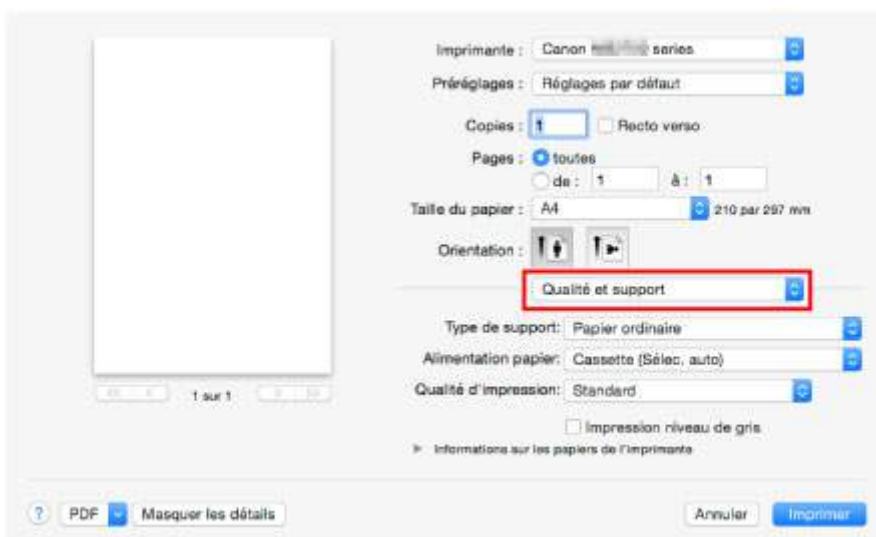 Imprimante : Canon series
Préréglages : Réglages par défaut
Copies : 1 Recto verso
Pages : toutes
de : 1 à : 1
Taille du papier : A4 210 par 297 mm
Orientation :
Qualité et support
Type de support: Papier ordinaire
Alimentation papier: Cassette (Sélec, auto)
Qualité d'impression: Standard
1 sur 1
Impression niveau de gris
Informations sur les papiers de l'imprimante
? PDF Masquer les détails Annuler Imprimer